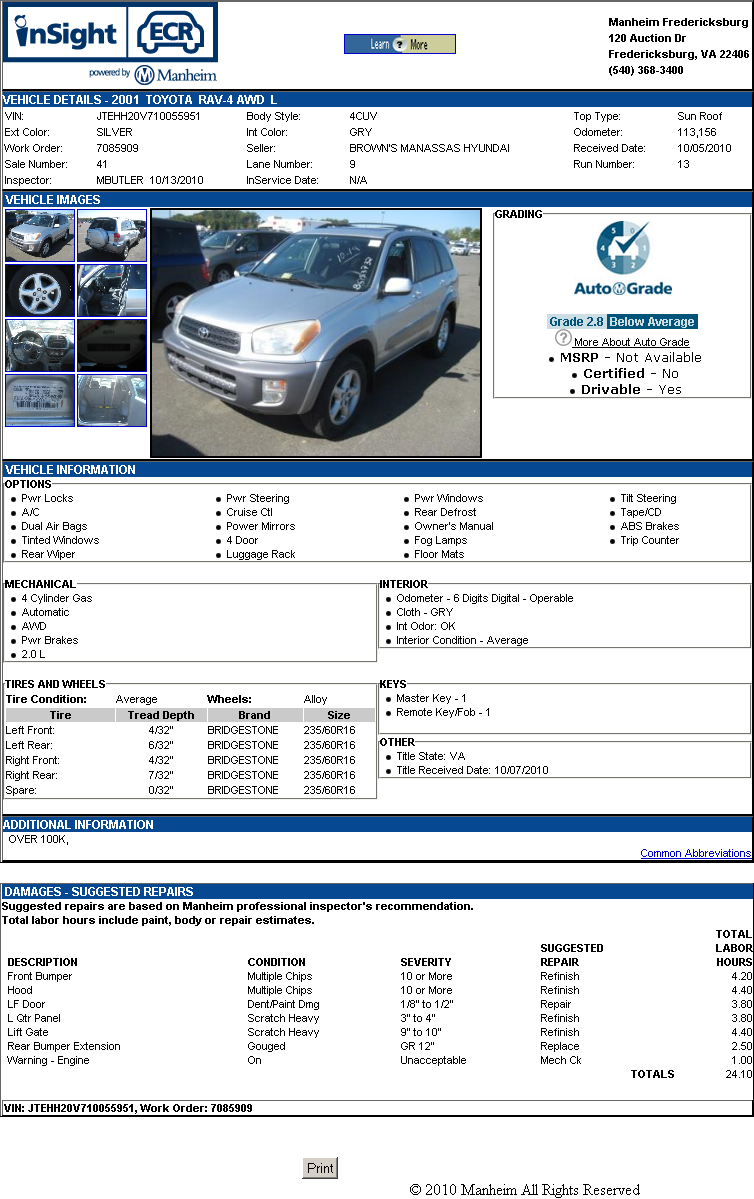 inSight ECR
powered by Manheim
Learn ? More
Manheim Fredericksburg
120 Auction Dr
Fredericksburg, VA 22406
(540) 368-3400
VEHICLE DETAILS - 2001 TOYOTA RAV-4 AWD L
VIN: JTEHH20V710055951 Body Style: 4CUV Top Type: Sun Roof
Ext Color: SILVER Int Color: GRY Odometer: 113,156
Work Order: 7085909 Seller: BROWN'S MANASSAS HYUNDAI Received Date: 10/05/2010
Sale Number: 41 Lane Number: 9 Run Number: 13
Inspector: MBUTLER 10/13/2010 InService Date: N/A
VEHICLE IMAGES
GRADING
AutoGrade
Grade 2.8 Below Average
? More About Auto Grade
MSRP - Not Available
Certified - No
Drivable - Yes
VEHICLE INFORMATION
OPTIONS
Pwr Locks Pwr Steering Pwr Windows Tilt Steering
A/C Cruise Ctl Rear Defrost Tape/CD
Dual Air Bags Power Mirrors Owner's Manual ABS Brakes
Tinted Windows 4 Door Fog Lamps Trip Counter
Rear Wiper Luggage Rack Floor Mats
MECHANICAL
4 Cylinder Gas
Automatic
AWD
Pwr Brakes
2.0 L
INTERIOR
Odometer - 6 Digits Digital - Operable
Cloth - GRY
Int Odor: OK
Interior Condition - Average
TIRES AND WHEELS
Tire Condition: Average Wheels: Alloy
Tire Tread Depth Brand Size
Left Front: 4/32" BRIDGESTONE 235/60R16
Left Rear: 6/32" BRIDGESTONE 235/60R16
Right Front: 4/32" BRIDGESTONE 235/60R16
Right Rear: 7/32" BRIDGESTONE 235/60R16
Spare: 0/32" BRIDGESTONE 235/60R16
KEYS
Master Key - 1
Remote Key/Fob - 1
OTHER
Title State: VA
Title Received Date: 10/07/2010
ADDITIONAL INFORMATION
OVER 100K,
Common Abbreviations
DAMAGES - SUGGESTED REPAIRS
Suggested repairs are based on Manheim professional inspector's recommendation.
Total labor hours include paint, body or repair estimates.
DESCRIPTION CONDITION SEVERITY SUGGESTED REPAIR TOTAL LABOR HOURS
Front Bumper Multiple Chips 10 or More Refinish 4.20
Hood Multiple Chips 10 or More Refinish 4.40
LF Door Dent/Paint Dmg 1/8" to 1/2" Repair 3.80
L Qtr Panel Scratch Heavy 3" to 4" Refinish 3.80
Lift Gate Scratch Heavy 9" to 10" Refinish 4.40
Rear Bumper Extension Gouged GR 12" Replace 2.50
Warning - Engine On Unacceptable Mech Ck 1.00
TOTALS 24.10
VIN: JTEHH20V710055951, Work Order: 7085909
Print
© 2010 Manheim All Rights Reserved